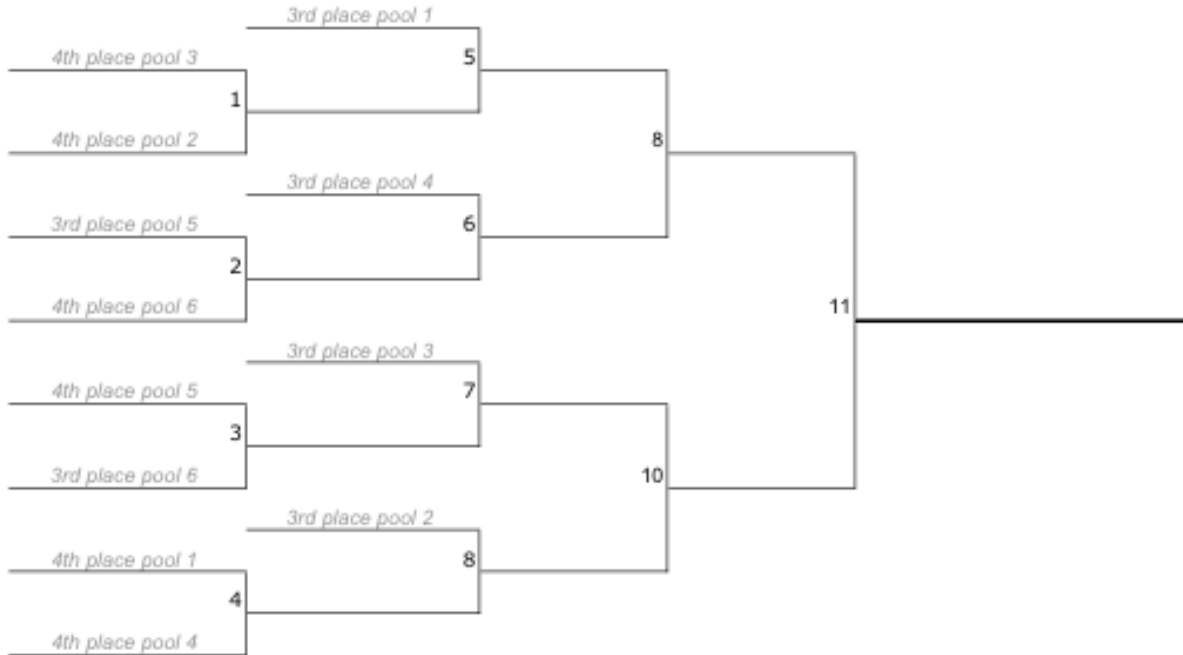 3rd place pool 1
4th place pool 3
5
1
8
4th place pool 2
3rd place pool 4
3rd place pool 5
6
2
4th place pool 6
11
3rd place pool 3
4th place pool 5
7
3
3rd place pool 6
10
3rd place pool 2
4th place pool 1
8
4
4th place pool 4